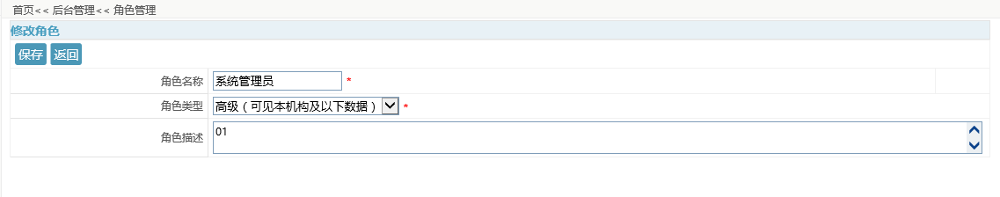 首页<< 后台管理<< 角色管理
修改角色
保存 返回
角色名称 系统管理员 *
角色类型 高级（可见本机构及以下数据） *
角色描述 01